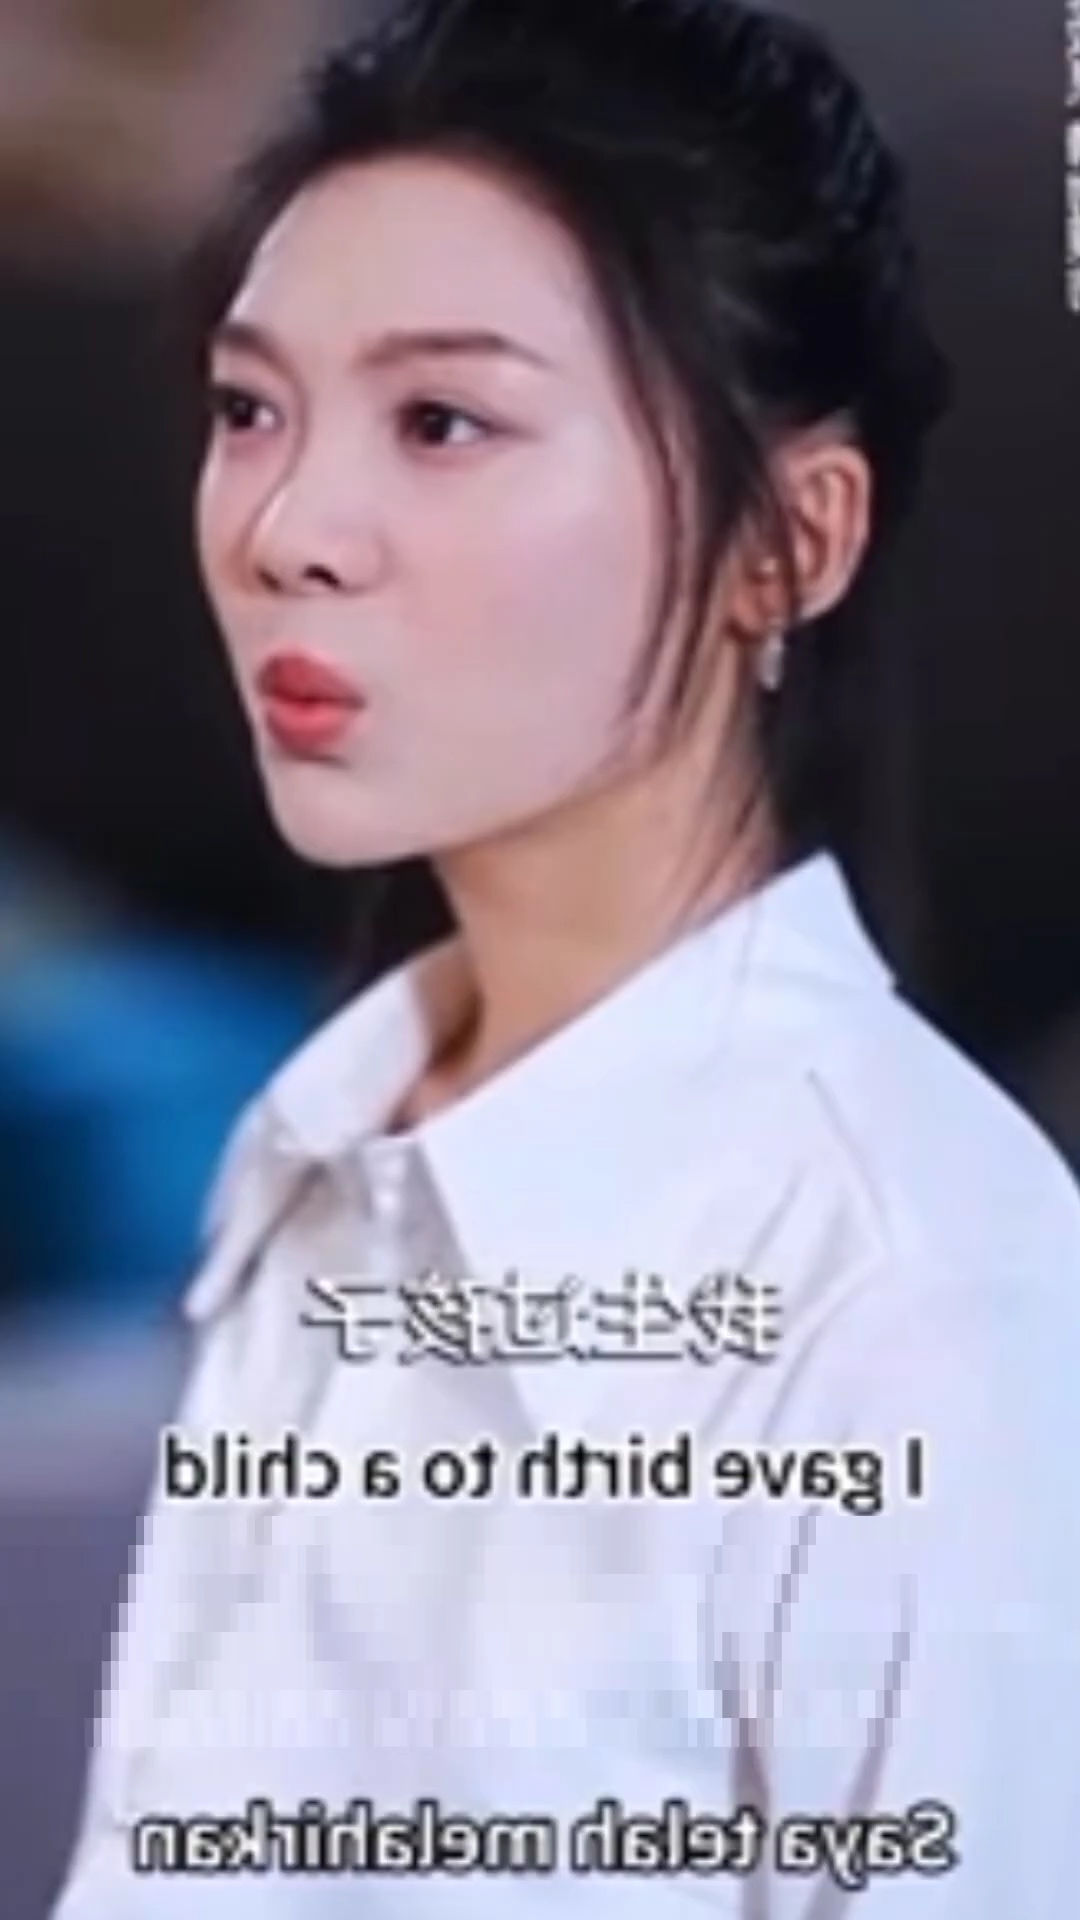 我生过孩子
I gave birth to a child
Saya telah melahirkan